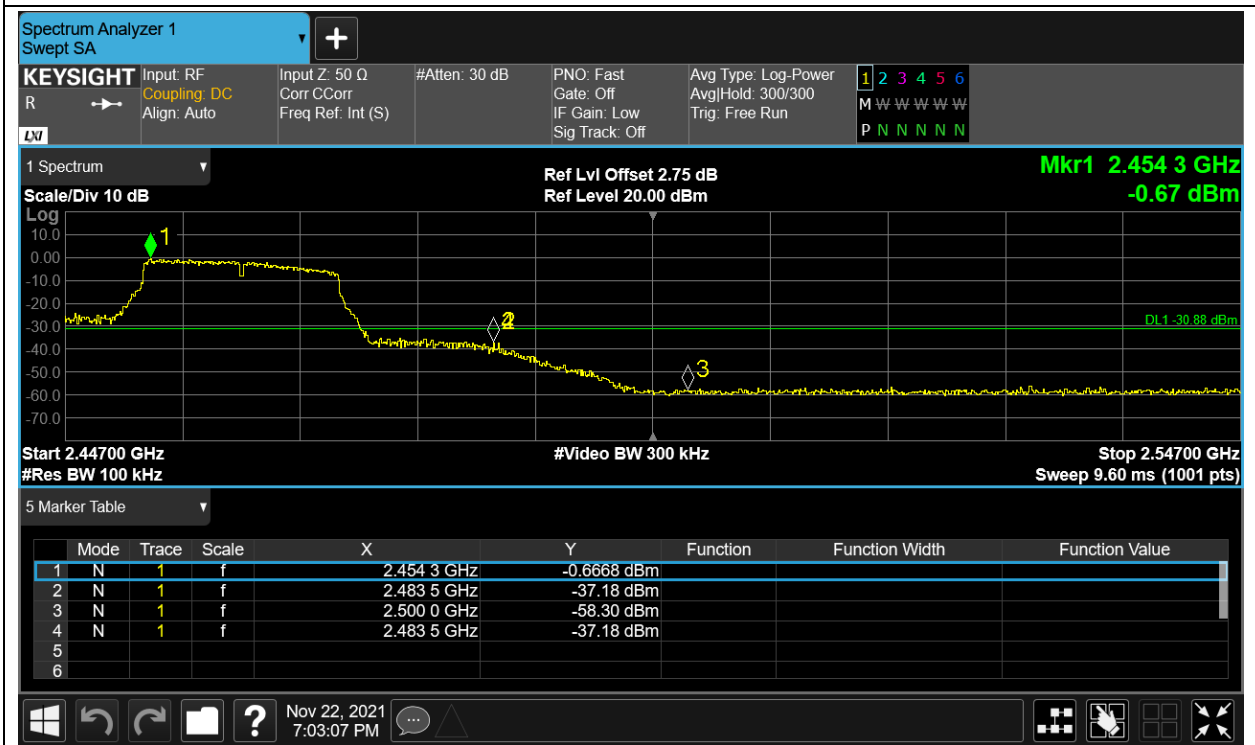 Spectrum Analyzer 1
Swept SA
+
KEYSIGHT Input: RF Input Z: 50 Ω #Atten: 30 dB PNO: Fast Avg Type: Log-Power 1 2 3 4 5 6
R Coupling: DC Corr CCorr Gate: Off Avg|Hold: 300/300 M W W W W W
Align: Auto Freq Ref: Int (S) IF Gain: Low Trig: Free Run
LXI Sig Track: Off P N N N N N
1 Spectrum Ref Lvl Offset 2.75 dB Mkr1 2.454 3 GHz
Scale/Div 10 dB Ref Level 20.00 dBm -0.67 dBm
Log
10.0
1
0.00
-10.0
-20.0
-30.0 2 DL1 -30.88 dBm
-40.0
-50.0 3
-60.0
-70.0
Start 2.44700 GHz #Video BW 300 kHz Stop 2.54700 GHz
#Res BW 100 kHz Sweep 9.60 ms (1001 pts)
5 Marker Table
Mode Trace Scale X Y Function Function Width Function Value
1 N 1 f 2.454 3 GHz -0.6668 dBm
2 N 1 f 2.483 5 GHz -37.18 dBm
3 N 1 f 2.500 0 GHz -58.30 dBm
4 N 1 f 2.483 5 GHz -37.18 dBm
5
6
? Nov 22, 2021
7:03:07 PM